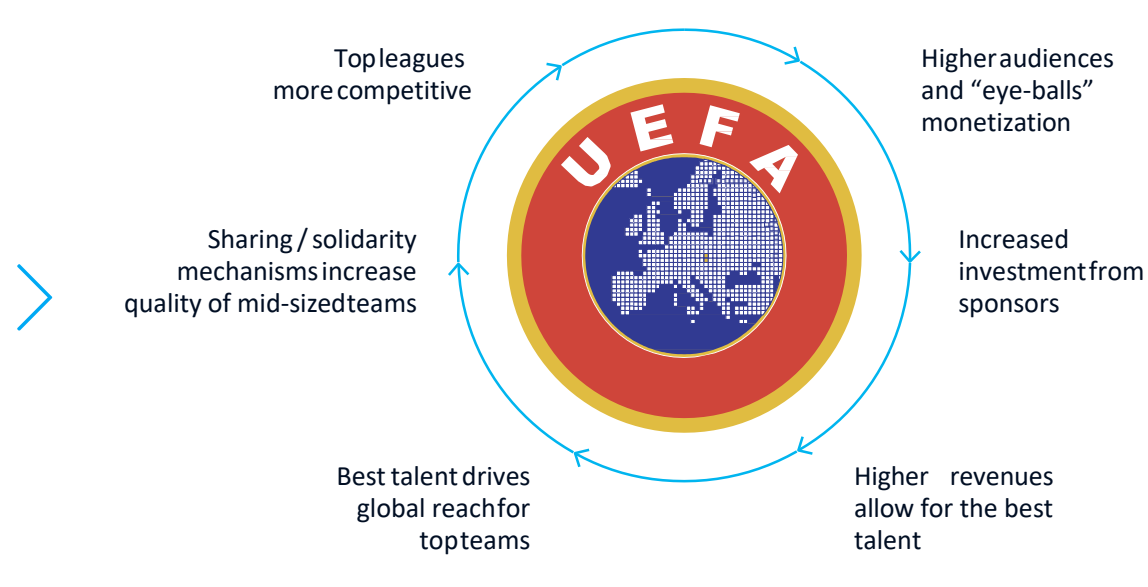 Top leagues
more competitive
Higher audiences
and “eye-balls”
monetization
UEFA
Sharing / solidarity
mechanisms increase
quality of mid-sized teams
Increased
investment from
sponsors
Best talent drives
global reach for
top teams
Higher revenues
allow for the best
talent